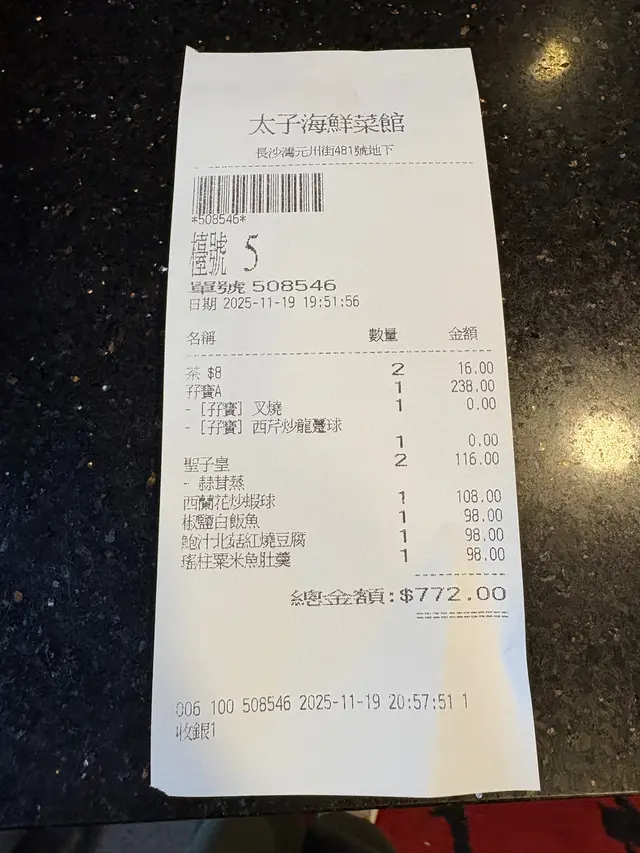 太子海鮮菜館
長沙灣元州街481號地下
*508546*
檯號 5
單號 508546
日期 2025-11-19 19:51:56
名稱 數量 金額
茶 $8 2 16.00
孖寶A 1 238.00
- [孖寶] 叉燒 1 0.00
- [孖寶] 西芹炒龍躉球
1 0.00
聖子皇 2 116.00
- 蒜茸蒸
西蘭花炒蝦球 1 108.00
椒鹽白飯魚 1 98.00
鮑汁北菇紅燒豆腐 1 98.00
瑤柱粟米魚肚羹 1 98.00
總金額:$772.00
006 100 508546 2025-11-19 20:57:51 1
收銀1